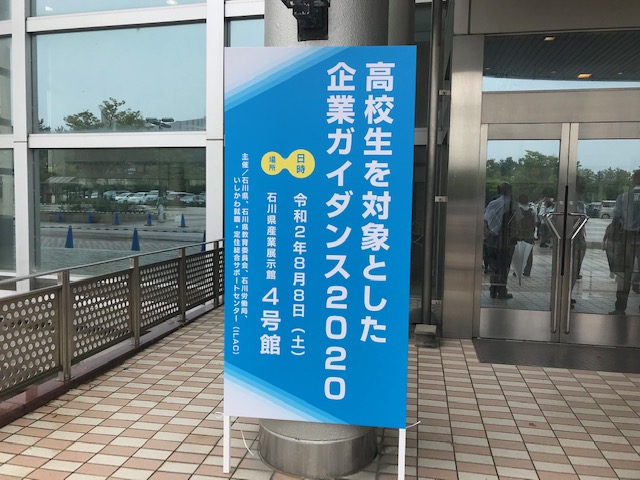 高校生を対象とした
企業ガイダンス2020
日時
令和2年8月8日（土）
場所
石川県産業展示館 4号館
主催／石川県、石川県教育委員会、石川労働局、
いしかわ就職・定住総合サポートセンター（ILAC）